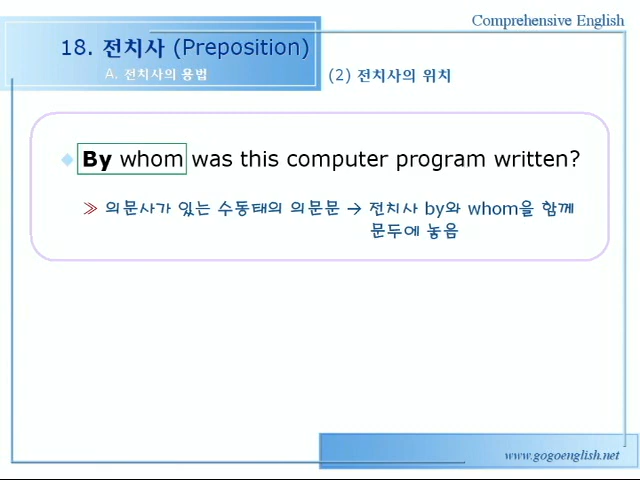 Comprehensive English
18. 전치사 (Preposition)
A. 전치사의 용법
(2) 전치사의 위치
By whom was this computer program written?
≫ 의문사가 있는 수동태의 의문문 → 전치사 by와 whom을 함께
문두에 놓음
www.gogoenglish.net